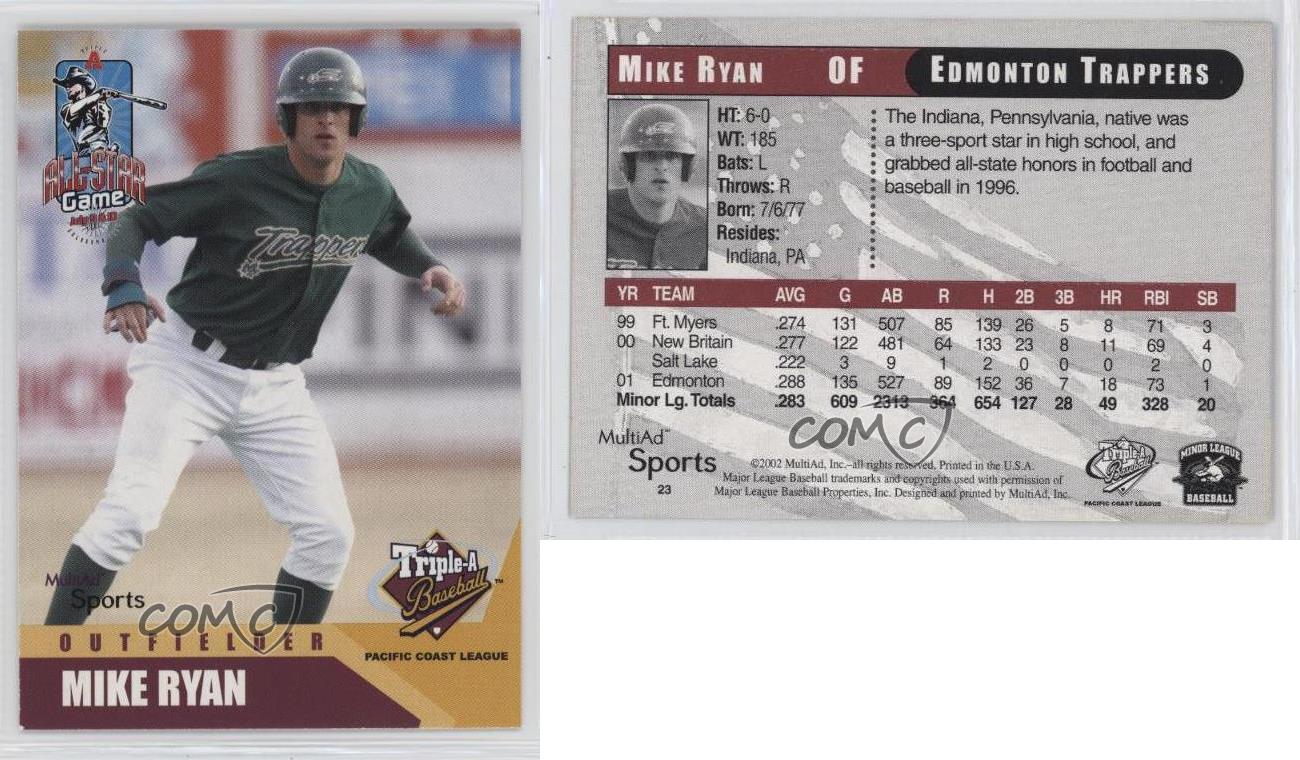 TRIPLE
A
ALL-STAR
Game
Trappers
MultiAd™
Sports
COMC
Triple-A
Baseball™
PACIFIC COAST LEAGUE
OUTFIELDER
MIKE RYAN
MIKE RYAN OF EDMONTON TRAPPERS
HT: 6-0
WT: 185
Bats: L
Throws: R
Born: 7/6/77
Resides:
Indiana, PA
The Indiana, Pennsylvania, native was
a three-sport star in high school, and
grabbed all-state honors in football and
baseball in 1996.
YR TEAM AVG G AB R H 2B 3B HR RBI SB
99 Ft. Myers .274 131 507 85 139 26 5 8 71 3
00 New Britain .277 122 481 64 133 23 8 11 69 4
Salt Lake .222 3 9 1 2 0 0 0 2 0
01 Edmonton .288 135 527 89 152 36 7 18 73 1
Minor Lg. Totals .283 609 2313 364 654 127 28 49 328 20
COMC
MultiAd™
Sports
23
©2002 MultiAd, Inc.–all rights reserved. Printed in the U.S.A.
Major League Baseball trademarks and copyrights used with permission of
Major League Baseball Properties, Inc. Designed and printed by MultiAd, Inc.
Triple-A
Baseball
PACIFIC COAST LEAGUE
MINOR LEAGUE
BASEBALL